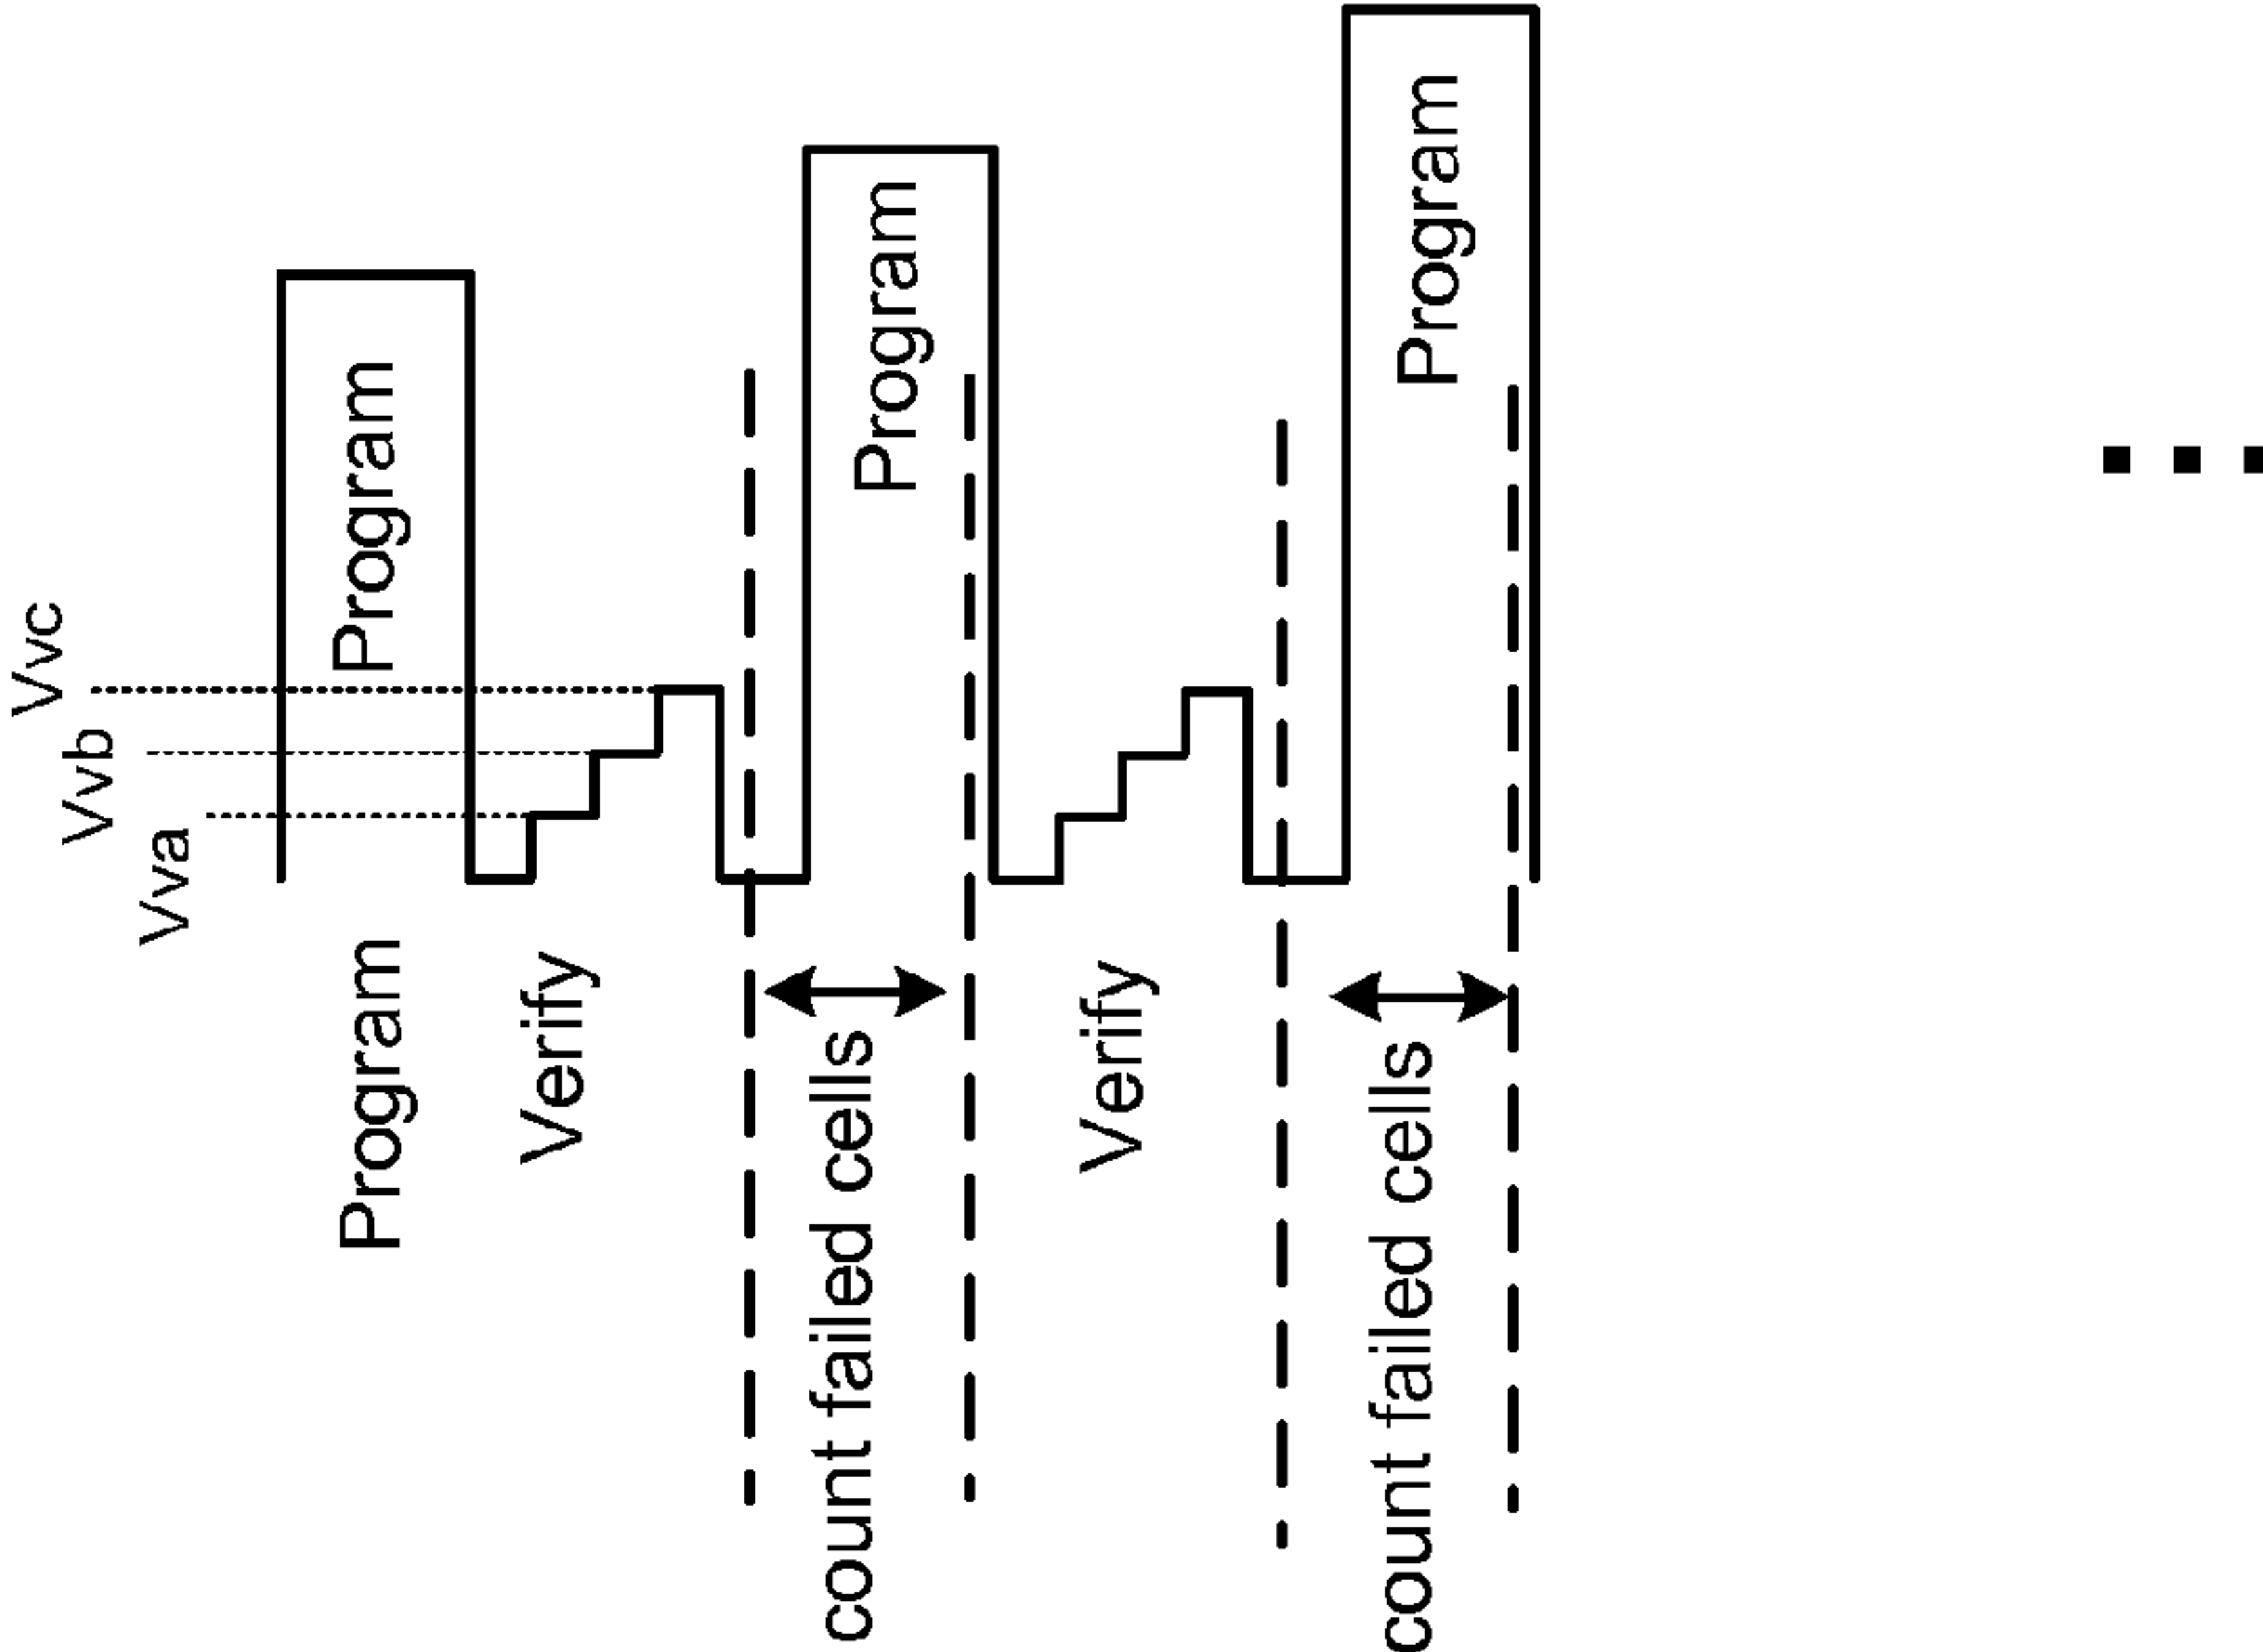 Vvc
Vvb
Vva
Program
Program
Program
Program
Verify
count failed cells
Verify
count failed cells